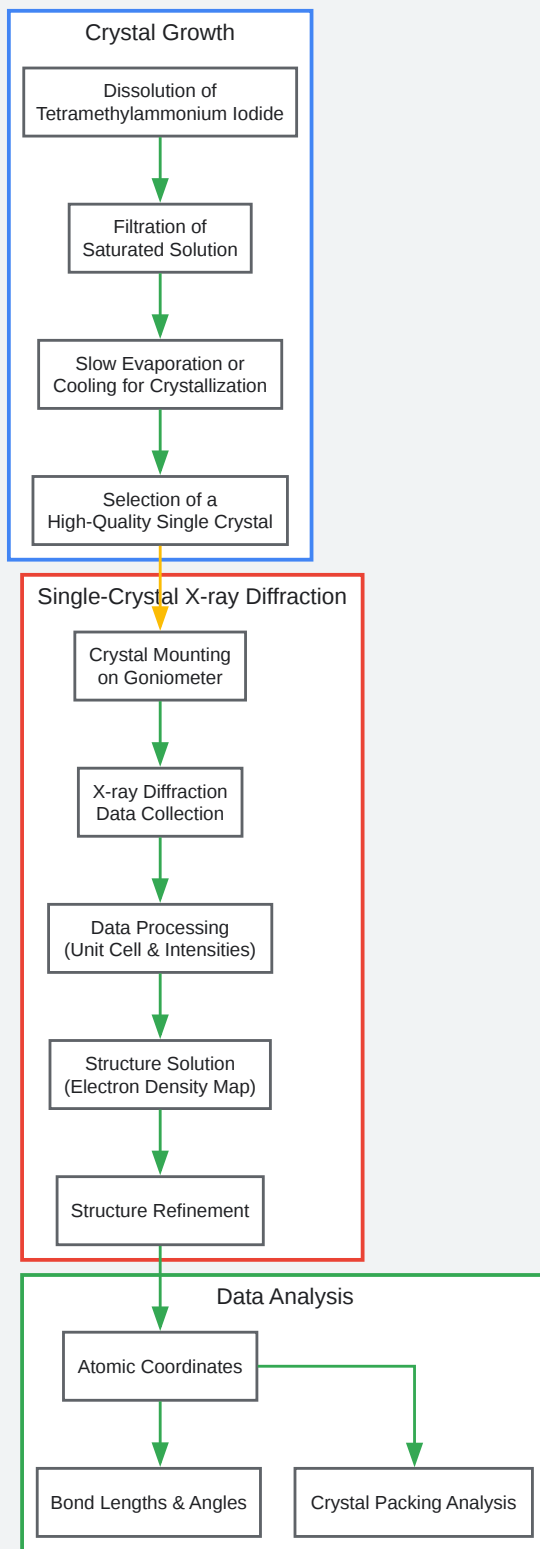 Crystal Growth
Dissolution of
Tetramethylammonium Iodide
Filtration of
Saturated Solution
Slow Evaporation or
Cooling for Crystallization
Selection of a
High-Quality Single Crystal
Single-Crystal X-ray Diffraction
Crystal Mounting
on Goniometer
X-ray Diffraction
Data Collection
Data Processing
(Unit Cell & Intensities)
Structure Solution
(Electron Density Map)
Structure Refinement
Data Analysis
Atomic Coordinates
Bond Lengths & Angles
Crystal Packing Analysis